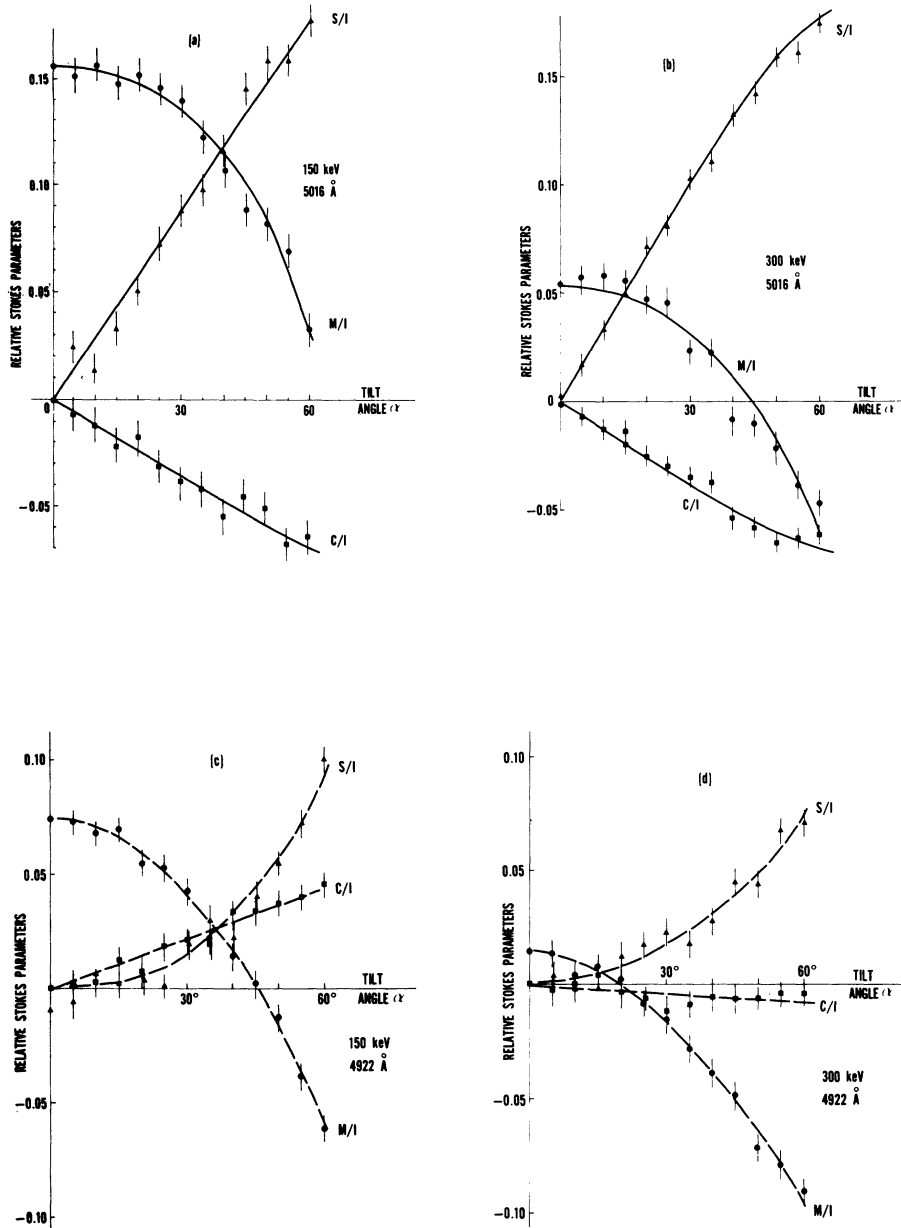 (a)
S/I
0.15
0.10
0.05
0
-0.05
RELATIVE STOKES PARAMETERS
150 keV
5016 Å
M/I
TILT
ANGLE α
30
60
C/I
(b)
S/I
0.15
0.10
0.05
0
-0.05
RELATIVE STOKES PARAMETERS
300 keV
5016 Å
M/I
TILT
ANGLE α
30
60
C/I
(c)
S/I
0.10
0.05
0
-0.05
-0.10
RELATIVE STOKES PARAMETERS
C/I
TILT
ANGLE α
30°
60°
150 keV
4922 Å
M/I
(d)
S/I
0.10
0.05
0
-0.05
-0.10
RELATIVE STOKES PARAMETERS
TILT
ANGLE α
30°
60°
C/I
300 keV
4922 Å
M/I